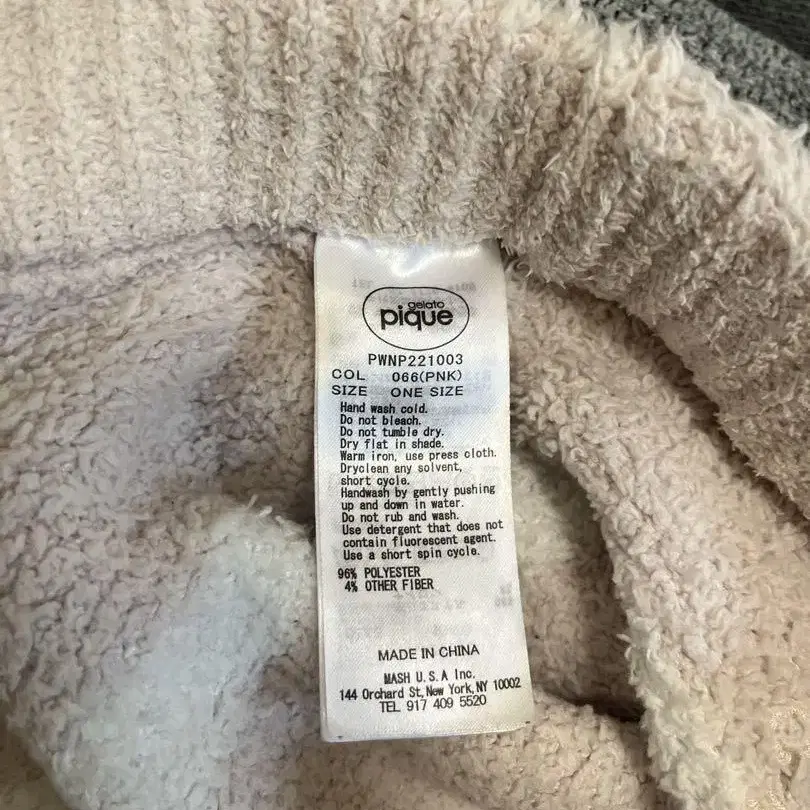 gelato
pique
PWNP221003
COL 066(PNK)
SIZE ONE SIZE
Hand wash cold.
Do not bleach.
Do not tumble dry.
Dry flat in shade.
Warm iron, use press cloth.
Dryclean any solvent,
short cycle.
Handwash by gently pushing
up and down in water.
Do not rub and wash.
Use detergent that does not
contain fluorescent agent.
Use a short spin cycle.
96% POLYESTER
4% OTHER FIBER
MADE IN CHINA
MASH U.S.A Inc.
144 Orchard St, New York, NY 10002
TEL 917 409 5520